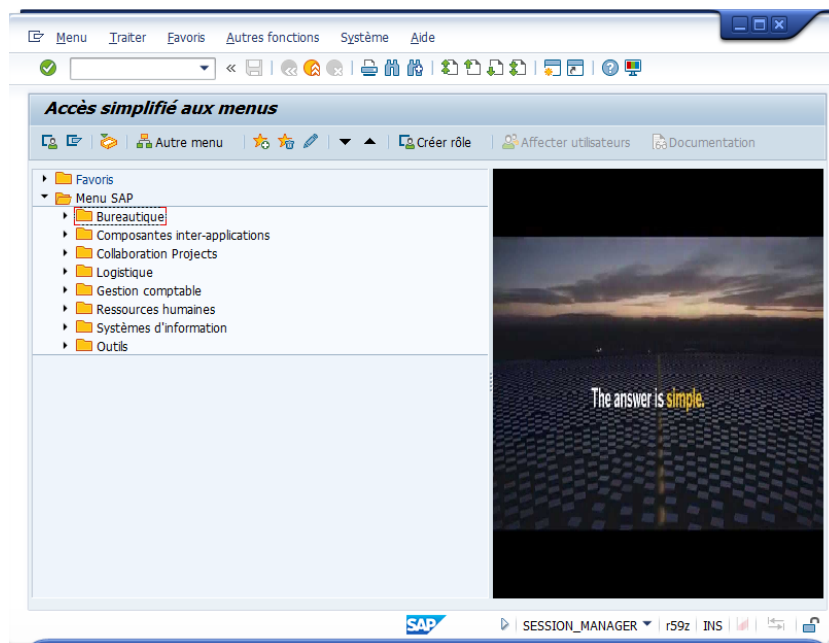 Menu Traiter Favoris Autres fonctions Système Aide
Accès simplifié aux menus
Autre menu Créer rôle Affecter utilisateurs Documentation
Favoris
Menu SAP
Bureautique
Composantes inter-applications
Collaboration Projects
Logistique
Gestion comptable
Ressources humaines
Systèmes d'information
Outils
The answer is simple.
SAP SESSION_MANAGER r59z INS